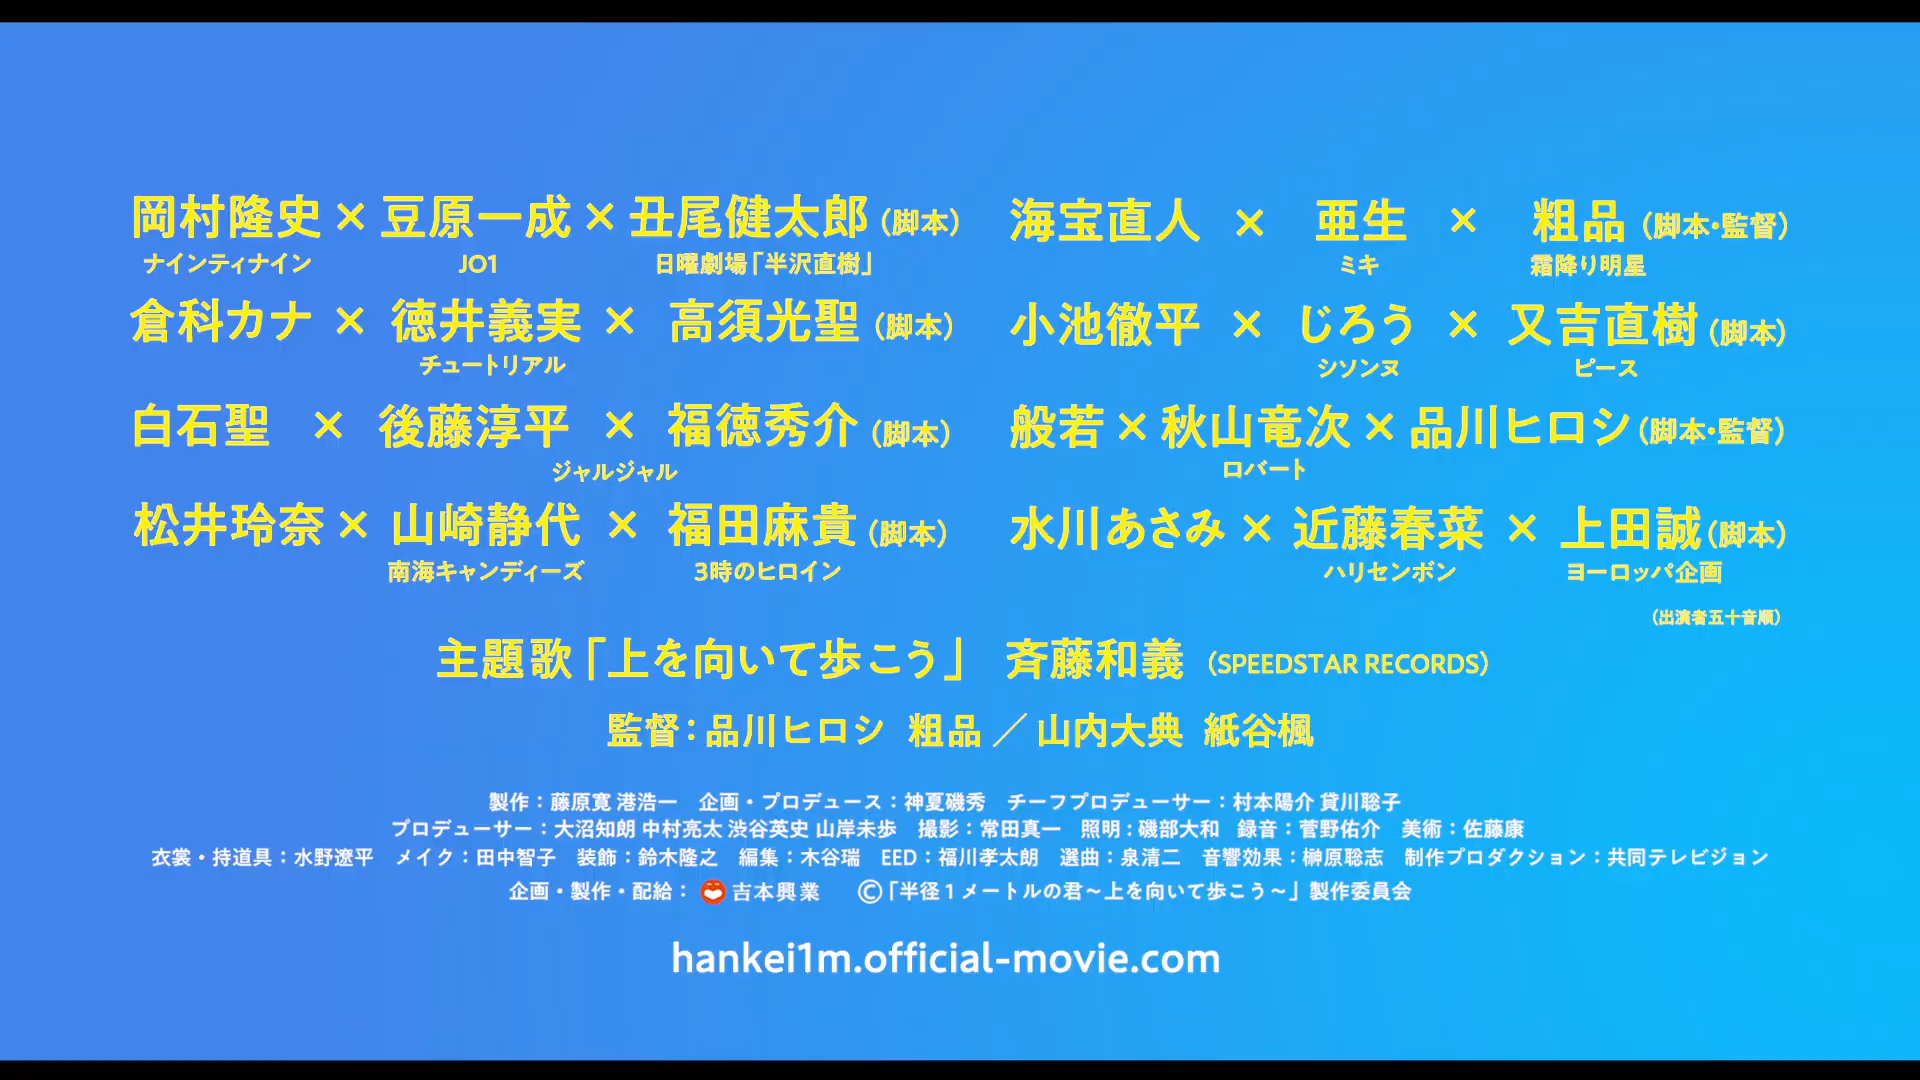 岡村隆史×豆原一成×丑尾健太郎(脚本)
ナインティナイン JO1 日曜劇場「半沢直樹」
倉科カナ×徳井義実×高須光聖(脚本)
チュートリアル
白石聖×後藤淳平×福徳秀介(脚本)
ジャルジャル
松井玲奈×山崎静代×福田麻貴(脚本)
南海キャンディーズ 3時のヒロイン
海宝直人×亜生×粗品(脚本・監督)
ミキ 霜降り明星
小池徹平×じろう×又吉直樹(脚本)
シソンヌ ピース
般若×秋山竜次×品川ヒロシ(脚本・監督)
ロバート
水川あさみ×近藤春菜×上田誠(脚本)
ハリセンボン ヨーロッパ企画
(出演者五十音順)
主題歌「上を向いて歩こう」 斉藤和義 (SPEEDSTAR RECORDS)
監督:品川ヒロシ 粗品/山内大典 紙谷楓
製作:藤原寛 港浩一 企画・プロデュース:神夏磯秀 チーフプロデューサー:村本陽介 貸川聡子
プロデューサー:大沼知朗 中村亮太 渋谷英史 山岸未歩 撮影:常田真一 照明:磯部大和 録音:菅野佑介 美術:佐藤康
衣裳・持道具:水野遼平 メイク:田中智子 装飾:鈴木隆之 編集:木谷瑞 EED:福川孝太朗 選曲:泉清二 音響効果:榊原聡志 制作プロダクション:共同テレビジョン
企画・製作・配給: 吉本興業 ©「半径1メートルの君～上を向いて歩こう～」製作委員会
hankei1m.official-movie.com